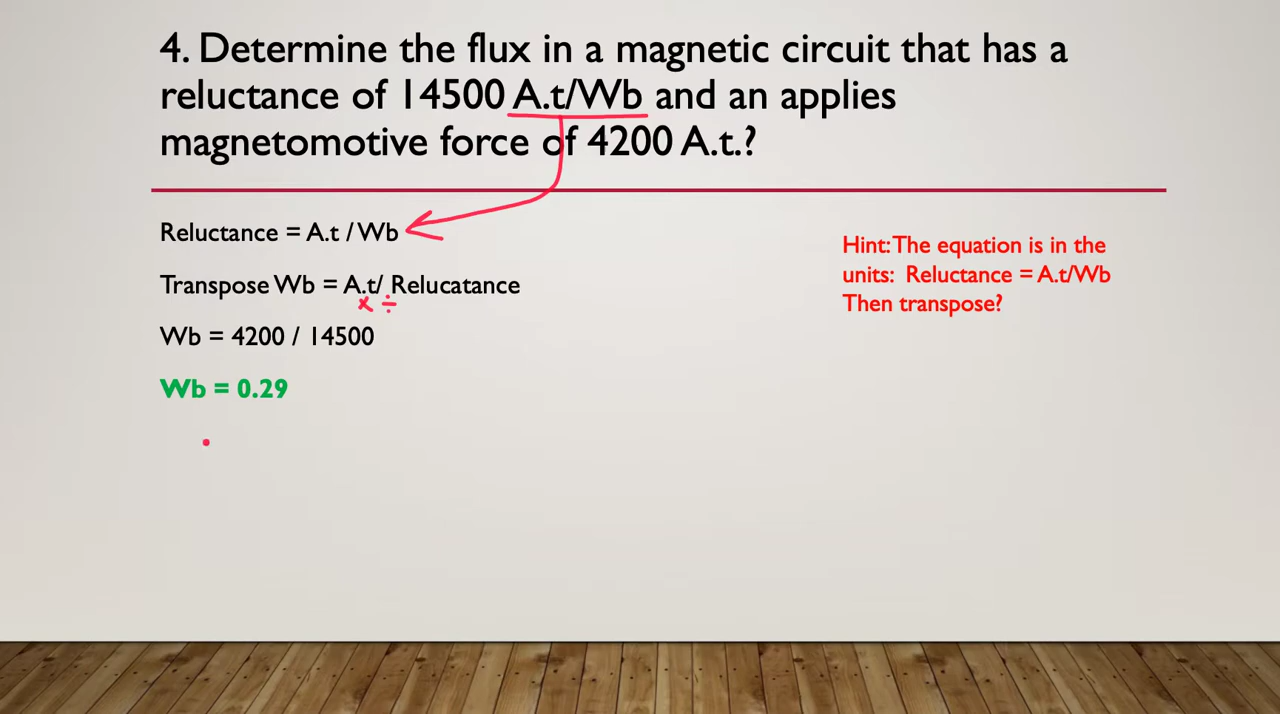 4. Determine the flux in a magnetic circuit that has a
reluctance of 14500 A.t/Wb and an applies
magnetomotive force of 4200 A.t.?
Reluctance = A.t / Wb
Transpose Wb = A.t/ Relucatance
× ÷
Wb = 4200 / 14500
Wb = 0.29
Hint: The equation is in the
units: Reluctance = A.t/Wb
Then transpose?